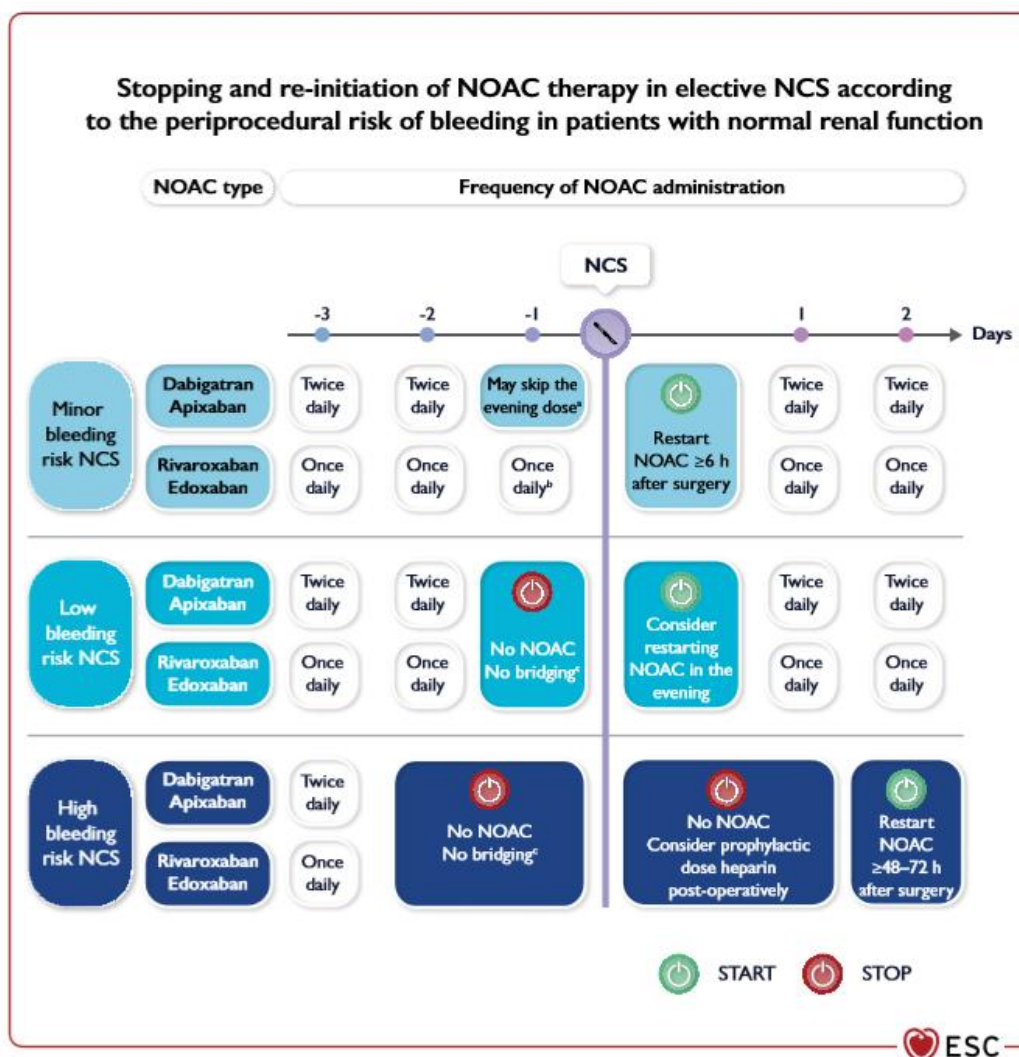 Stopping and re-initiation of NOAC therapy in elective NCS according
to the periprocedural risk of bleeding in patients with normal renal function
NOAC type
Frequency of NOAC administration
NCS
-3
-2
-1
1
2
Days
Minor
bleeding
risk NCS
Dabigatran
Apixaban
Twice
daily
Twice
daily
May skip the
evening doseᵃ
Restart
NOAC ≥6 h
after surgery
Twice
daily
Twice
daily
Rivaroxaban
Edoxaban
Once
daily
Once
daily
Once
dailyᵇ
Once
daily
Once
daily
Low
bleeding
risk NCS
Dabigatran
Apixaban
Twice
daily
Twice
daily
No NOAC
No bridgingᶜ
Consider
restarting
NOAC in the
evening
Twice
daily
Twice
daily
Rivaroxaban
Edoxaban
Once
daily
Once
daily
Once
daily
Once
daily
High
bleeding
risk NCS
Dabigatran
Apixaban
Twice
daily
No NOAC
No bridgingᶜ
No NOAC
Consider prophylactic
dose heparin
post-operatively
Restart
NOAC
≥48–72 h
after surgery
Rivaroxaban
Edoxaban
Once
daily
START
STOP
ESC